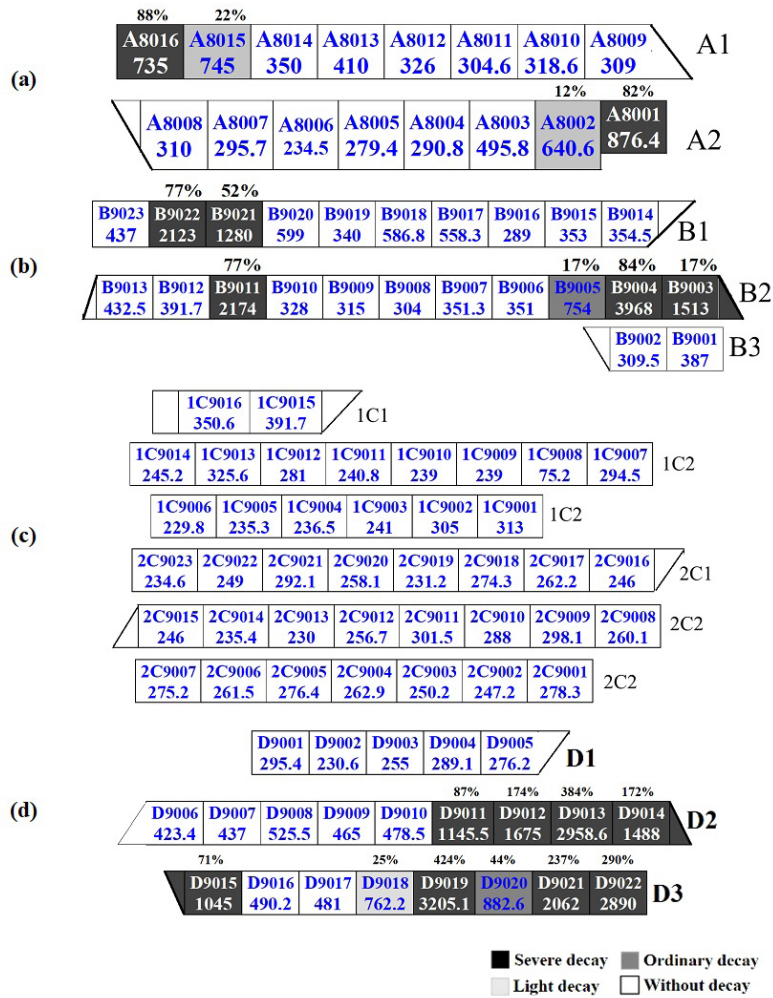 88% 22%
A8016 A8015 A8014 A8013 A8012 A8011 A8010 A8009 A1
735 745 350 410 326 304.6 318.6 309
(a)
12% 82%
A8008 A8007 A8006 A8005 A8004 A8003 A8002 A8001 A2
310 295.7 234.5 279.4 290.8 495.8 640.6 876.4
77% 52%
B9023 B9022 B9021 B9020 B9019 B9018 B9017 B9016 B9015 B9014 B1
437 2123 1280 599 340 586.8 558.3 289 353 354.5
(b)
77% 17% 84% 17%
B9013 B9012 B9011 B9010 B9009 B9008 B9007 B9006 B9005 B9004 B9003 B2
432.5 391.7 2174 328 315 304 351.3 351 754 3968 1513
B9002 B9001 B3
309.5 387
1C9016 1C9015 1C1
350.6 391.7
1C9014 1C9013 1C9012 1C9011 1C9010 1C9009 1C9008 1C9007 1C2
245.2 325.6 281 240.8 239 239 75.2 294.5
1C9006 1C9005 1C9004 1C9003 1C9002 1C9001 1C2
229.8 235.3 236.5 241 305 313
(c)
2C9023 2C9022 2C9021 2C9020 2C9019 2C9018 2C9017 2C9016 2C1
234.6 249 292.1 258.1 231.2 274.3 262.2 246
2C9015 2C9014 2C9013 2C9012 2C9011 2C9010 2C9009 2C9008 2C2
246 235.4 230 256.7 301.5 288 298.1 260.1
2C9007 2C9006 2C9005 2C9004 2C9003 2C9002 2C9001 2C2
275.2 261.5 276.4 262.9 250.2 247.2 278.3
D9001 D9002 D9003 D9004 D9005 D1
295.4 230.6 255 289.1 276.2
(d)
87% 174% 384% 172%
D9006 D9007 D9008 D9009 D9010 D9011 D9012 D9013 D9014 D2
423.4 437 525.5 465 478.5 1145.5 1675 2958.6 1488
71% 25% 424% 44% 237% 290%
D9015 D9016 D9017 D9018 D9019 D9020 D9021 D9022 D3
1045 490.2 481 762.2 3205.1 882.6 2062 2890
Severe decay Ordinary decay
Light decay Without decay